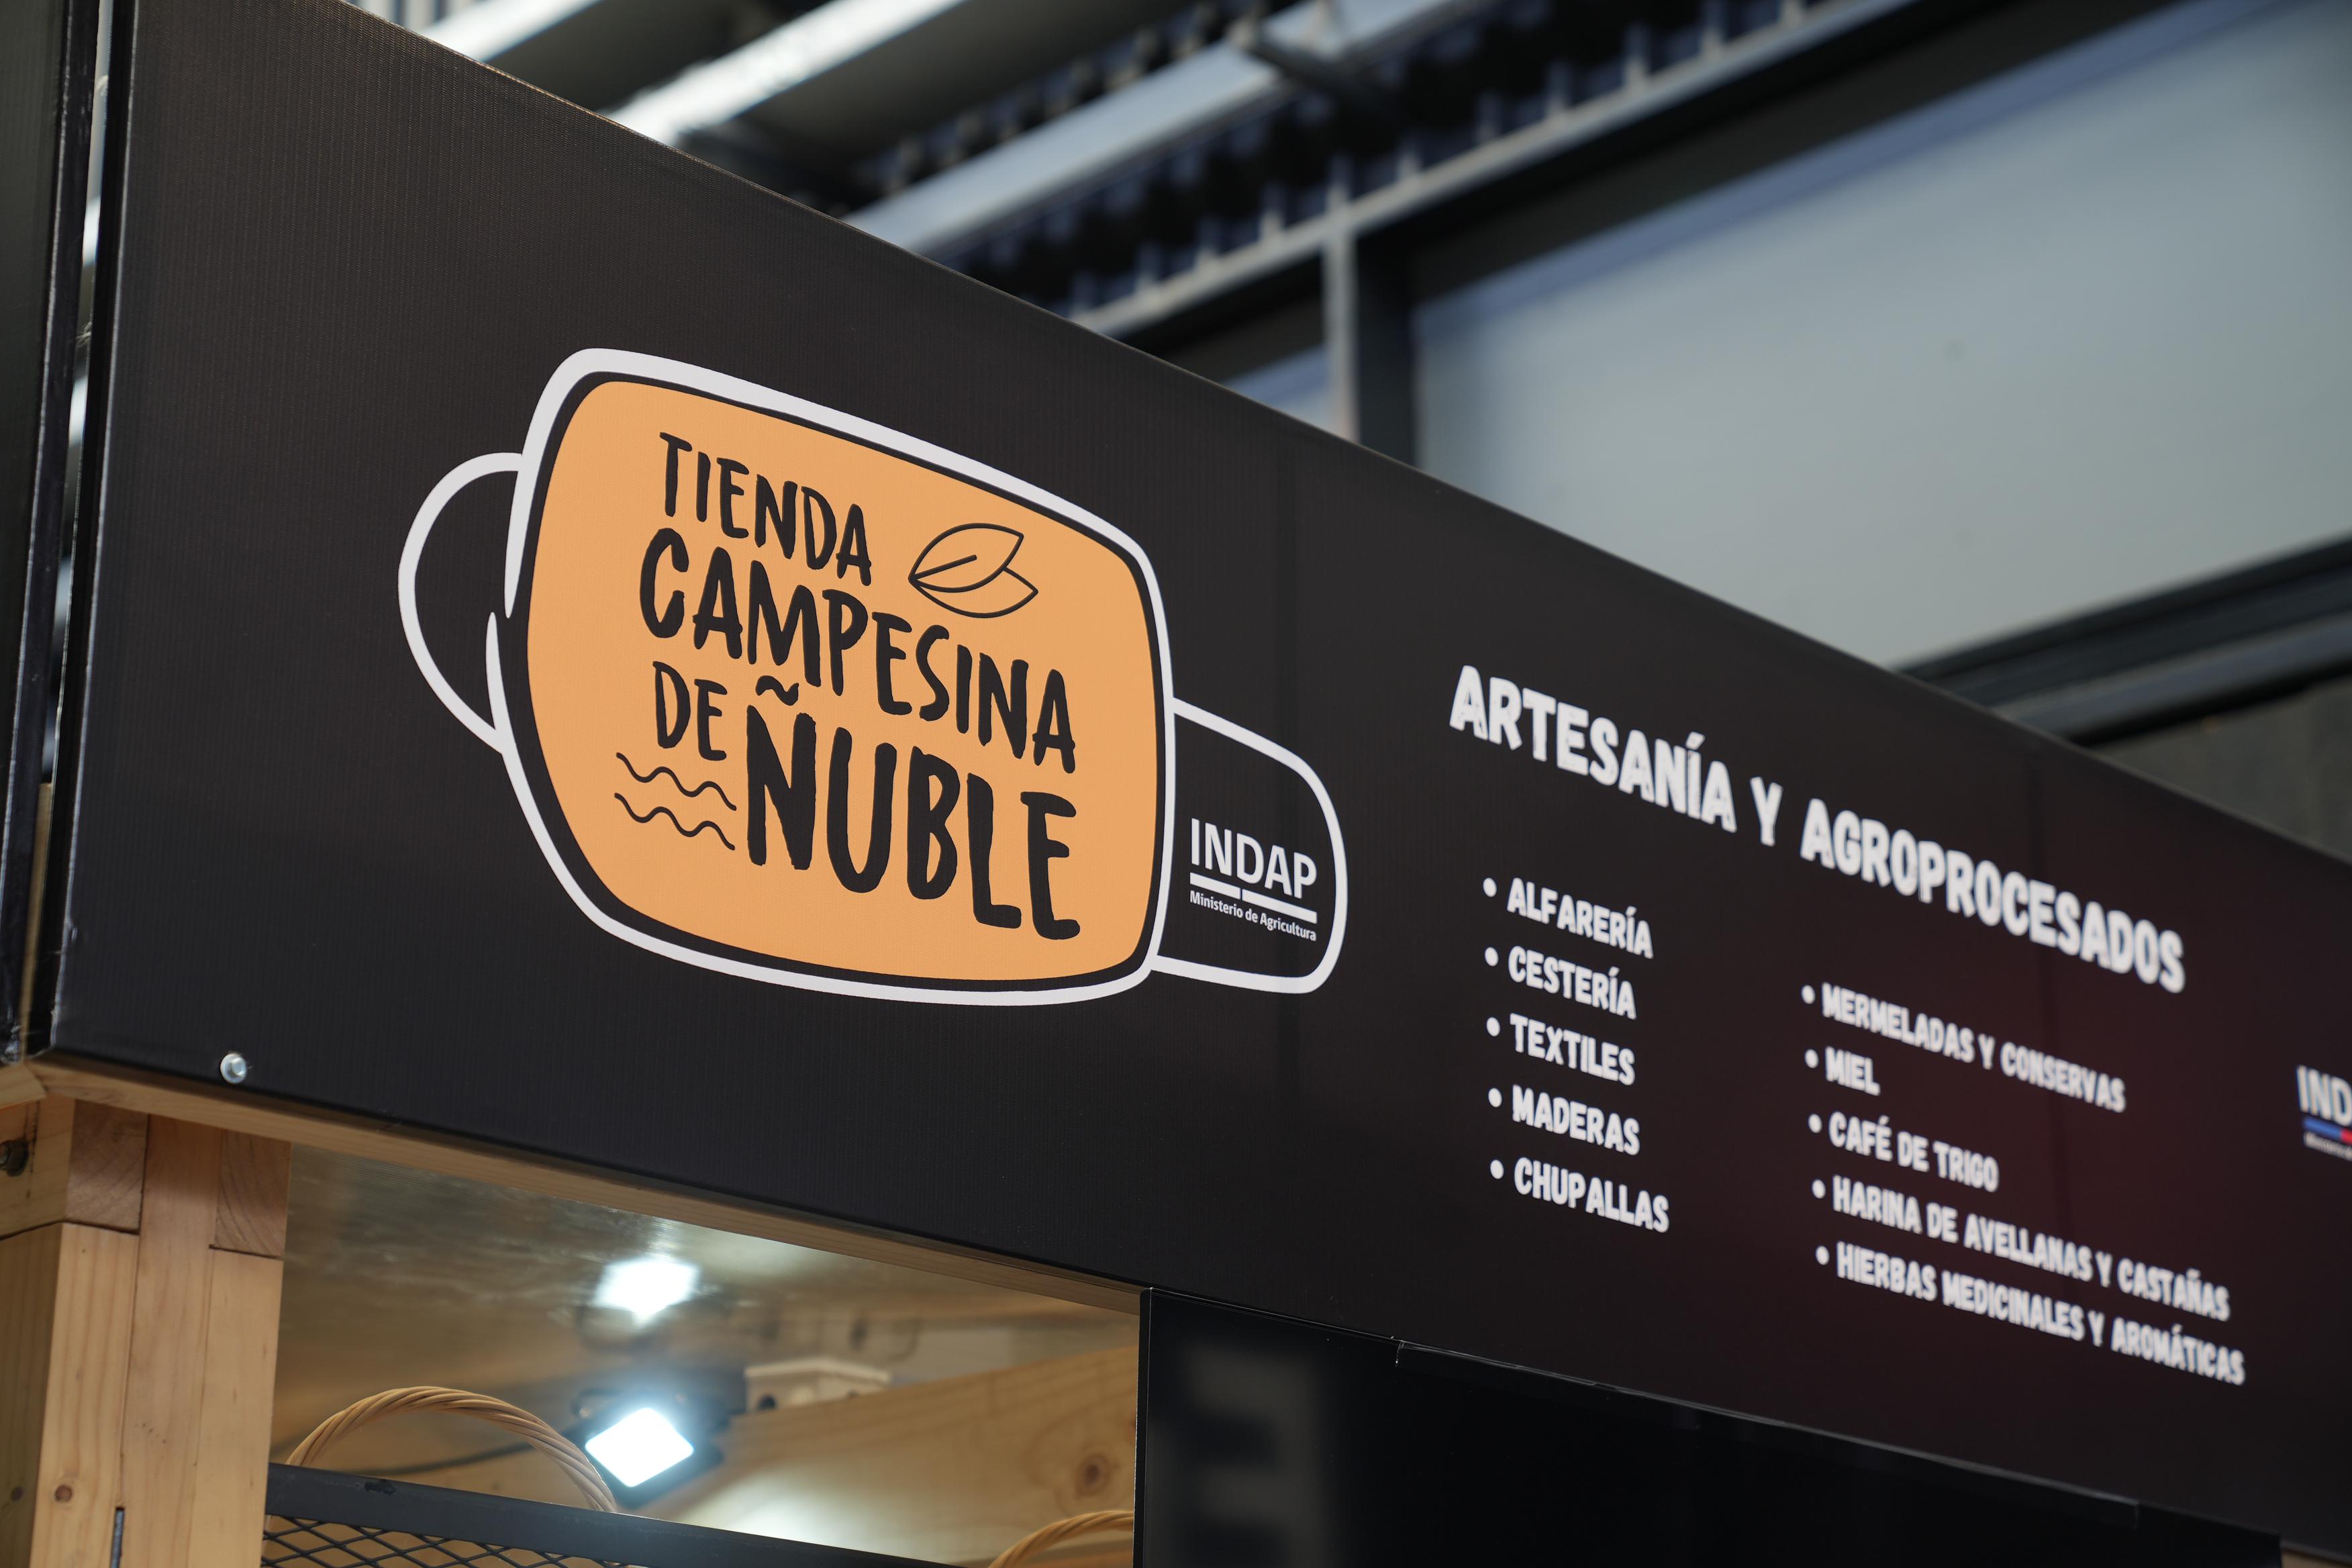 TIENDA
CAMPESINA
DE ÑUBLE
INDAP
Ministerio de Agricultura
ARTESANÍA Y AGROPROCESADOS
• ALFARERÍA
• CESTERÍA
• TEXTILES
• MADERAS
• CHUPALLAS
• MERMELADAS Y CONSERVAS
• MIEL
• CAFÉ DE TRIGO
• HARINA DE AVELLANAS Y CASTAÑAS
• HIERBAS MEDICINALES Y AROMÁTICAS
IND